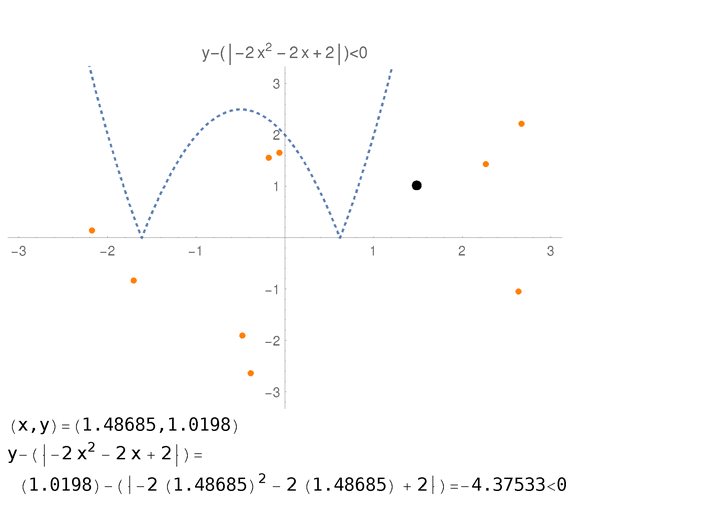 y−(|−2 x² − 2 x + 2|)<0
3
2
1
−3 −1 1 2 3
−1
−2
−3
(x,y)=(1.48685,1.0198)
y−(|−2 x² − 2 x + 2|)=
(1.0198)−(|−2 (1.48685)² − 2 (1.48685) + 2|)=−4.37533<0